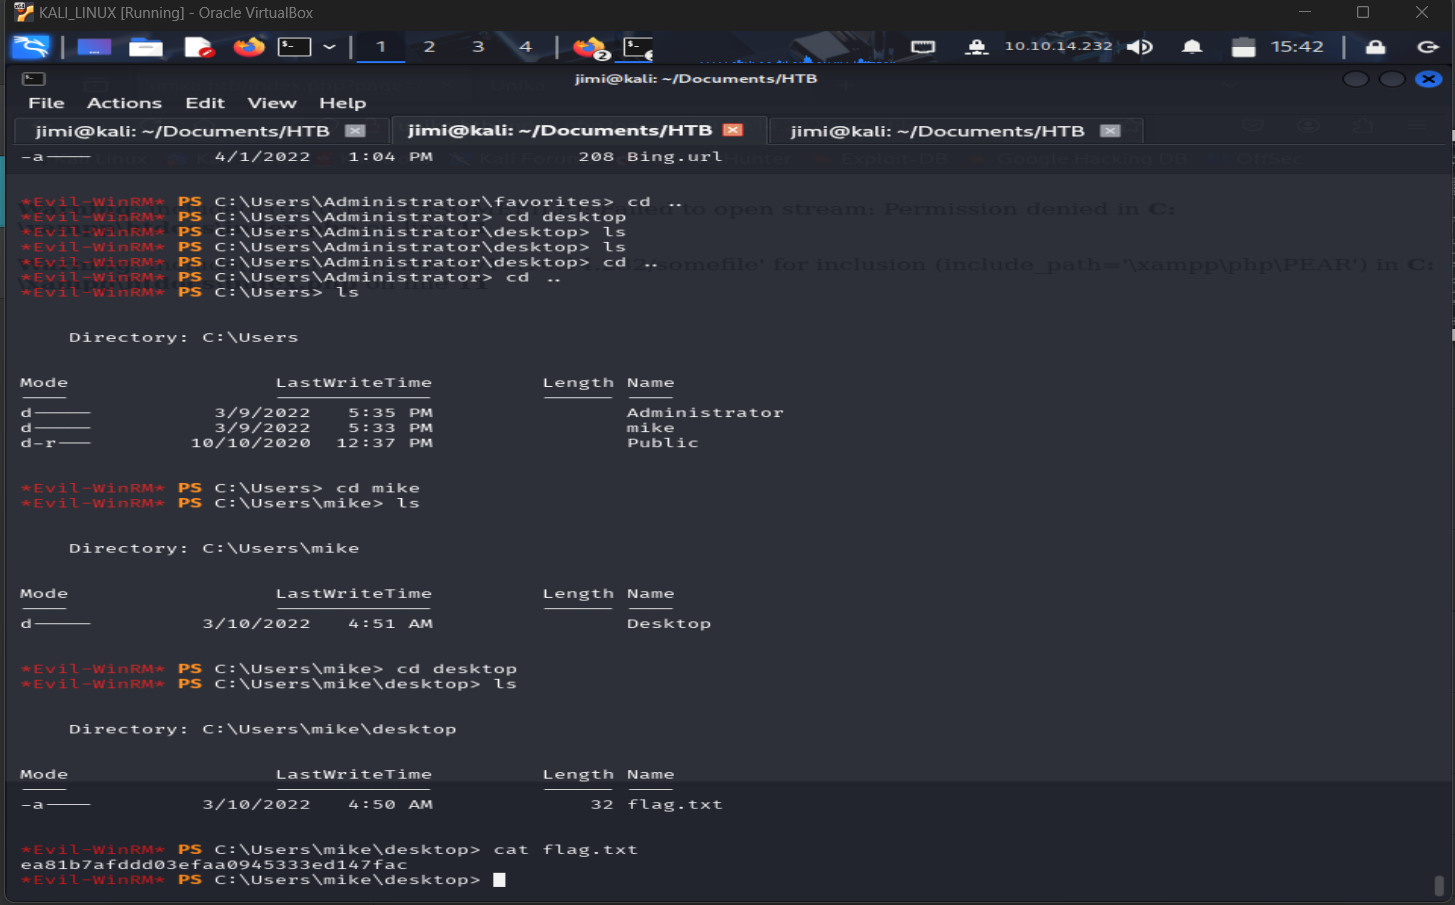 KALI_LINUX [Running] - Oracle VirtualBox
1 2 3 4 2 10.10.14.232 15:42
jimi@kali: ~/Documents/HTB
File Actions Edit View Help
jimi@kali: ~/Documents/HTB jimi@kali: ~/Documents/HTB jimi@kali: ~/Documents/HTB
-a---- 4/1/2022 1:04 PM 208 Bing.url
*Evil-WinRM* PS C:\Users\Administrator\favorites> cd ..
*Evil-WinRM* PS C:\Users\Administrator> cd desktop
*Evil-WinRM* PS C:\Users\Administrator\desktop> ls
*Evil-WinRM* PS C:\Users\Administrator\desktop> ls
*Evil-WinRM* PS C:\Users\Administrator\desktop> cd ..
*Evil-WinRM* PS C:\Users\Administrator> cd ..
*Evil-WinRM* PS C:\Users> ls
Directory: C:\Users
Mode LastWriteTime Length Name
d----- 3/9/2022 5:35 PM Administrator
d----- 3/9/2022 5:33 PM mike
d-r--- 10/10/2020 12:37 PM Public
*Evil-WinRM* PS C:\Users> cd mike
*Evil-WinRM* PS C:\Users\mike> ls
Directory: C:\Users\mike
Mode LastWriteTime Length Name
d----- 3/10/2022 4:51 AM Desktop
*Evil-WinRM* PS C:\Users\mike> cd desktop
*Evil-WinRM* PS C:\Users\mike\desktop> ls
Directory: C:\Users\mike\desktop
Mode LastWriteTime Length Name
-a---- 3/10/2022 4:50 AM 32 flag.txt
*Evil-WinRM* PS C:\Users\mike\desktop> cat flag.txt
ea81b7afddd03efaa0945333ed147fac
*Evil-WinRM* PS C:\Users\mike\desktop>